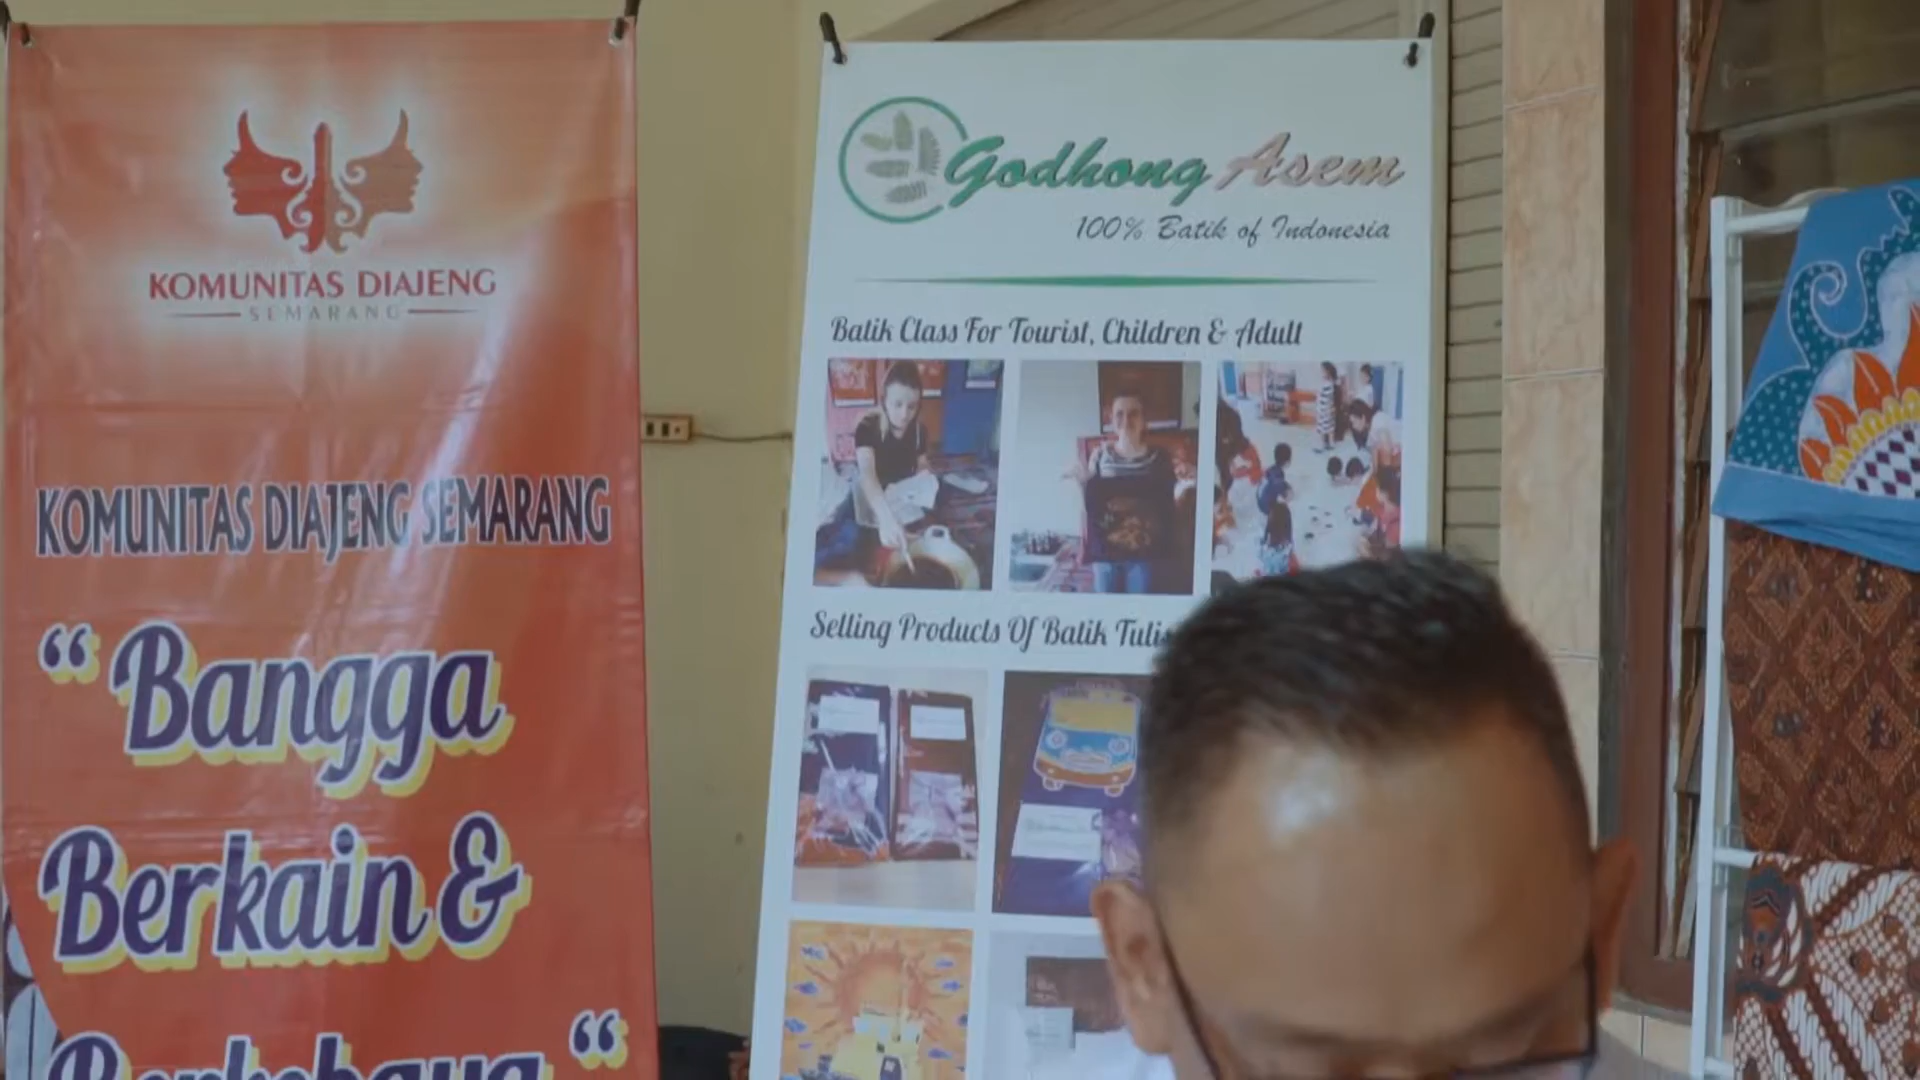 KOMUNITAS DIAJENG
SEMARANG
KOMUNITAS DIAJENG SEMARANG
“Bangga
Berkain &
Berkebaya“
Godhong Asem
100% Batik of Indonesia
Batik Class For Tourist, Children & Adult
Selling Products Of Batik Tulis